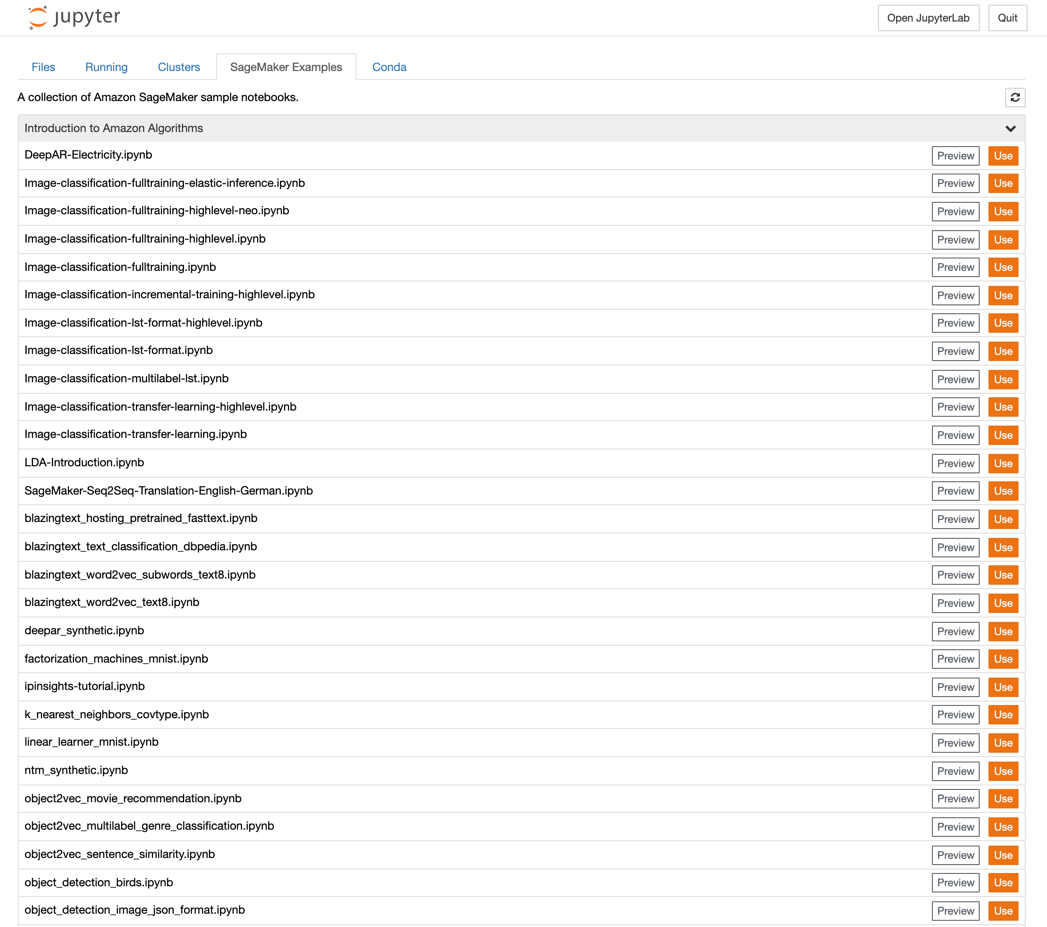 jupyter Open JupyterLab Quit
Files Running Clusters SageMaker Examples Conda
A collection of Amazon SageMaker sample notebooks.
Introduction to Amazon Algorithms
DeepAR-Electricity.ipynb Preview Use
Image-classification-fulltraining-elastic-inference.ipynb Preview Use
Image-classification-fulltraining-highlevel-neo.ipynb Preview Use
Image-classification-fulltraining-highlevel.ipynb Preview Use
Image-classification-fulltraining.ipynb Preview Use
Image-classification-incremental-training-highlevel.ipynb Preview Use
Image-classification-lst-format-highlevel.ipynb Preview Use
Image-classification-lst-format.ipynb Preview Use
Image-classification-multilabel-lst.ipynb Preview Use
Image-classification-transfer-learning-highlevel.ipynb Preview Use
Image-classification-transfer-learning.ipynb Preview Use
LDA-Introduction.ipynb Preview Use
SageMaker-Seq2Seq-Translation-English-German.ipynb Preview Use
blazingtext_hosting_pretrained_fasttext.ipynb Preview Use
blazingtext_text_classification_dbpedia.ipynb Preview Use
blazingtext_word2vec_subwords_text8.ipynb Preview Use
blazingtext_word2vec_text8.ipynb Preview Use
deepar_synthetic.ipynb Preview Use
factorization_machines_mnist.ipynb Preview Use
ipinsights-tutorial.ipynb Preview Use
k_nearest_neighbors_covtype.ipynb Preview Use
linear_learner_mnist.ipynb Preview Use
ntm_synthetic.ipynb Preview Use
object2vec_movie_recommendation.ipynb Preview Use
object2vec_multilabel_genre_classification.ipynb Preview Use
object2vec_sentence_similarity.ipynb Preview Use
object_detection_birds.ipynb Preview Use
object_detection_image_json_format.ipynb Preview Use